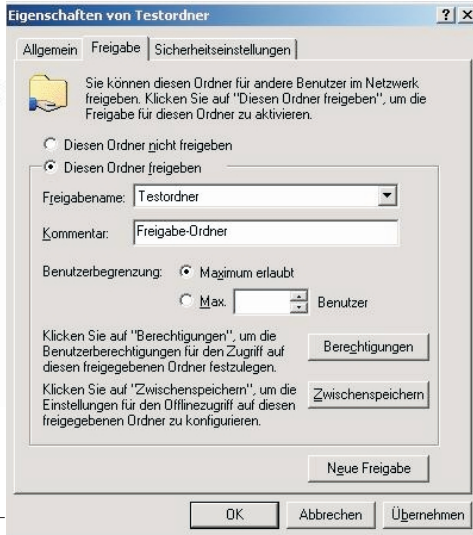 Eigenschaften von Testordner
Allgemein Freigabe Sicherheitseinstellungen
Sie können diesen Ordner für andere Benutzer im Netzwerk
freigeben. Klicken Sie auf "Diesen Ordner freigeben", um die
Freigabe für diesen Ordner zu aktivieren.
Diesen Ordner nicht freigeben
Diesen Ordner freigeben
Freigabename: Testordner
Kommentar: Freigabe-Ordner
Benutzerbegrenzung: Maximum erlaubt
Max. Benutzer
Klicken Sie auf "Berechtigungen", um die
Benutzerberechtigungen für den Zugriff auf
diesen freigegebenen Ordner festzulegen.
Berechtigungen
Klicken Sie auf "Zwischenspeichern", um die
Einstellungen für den Offlinezugriff auf diesen
freigegebenen Ordner zu konfigurieren.
Zwischenspeichern
Neue Freigabe
OK Abbrechen Übernehmen